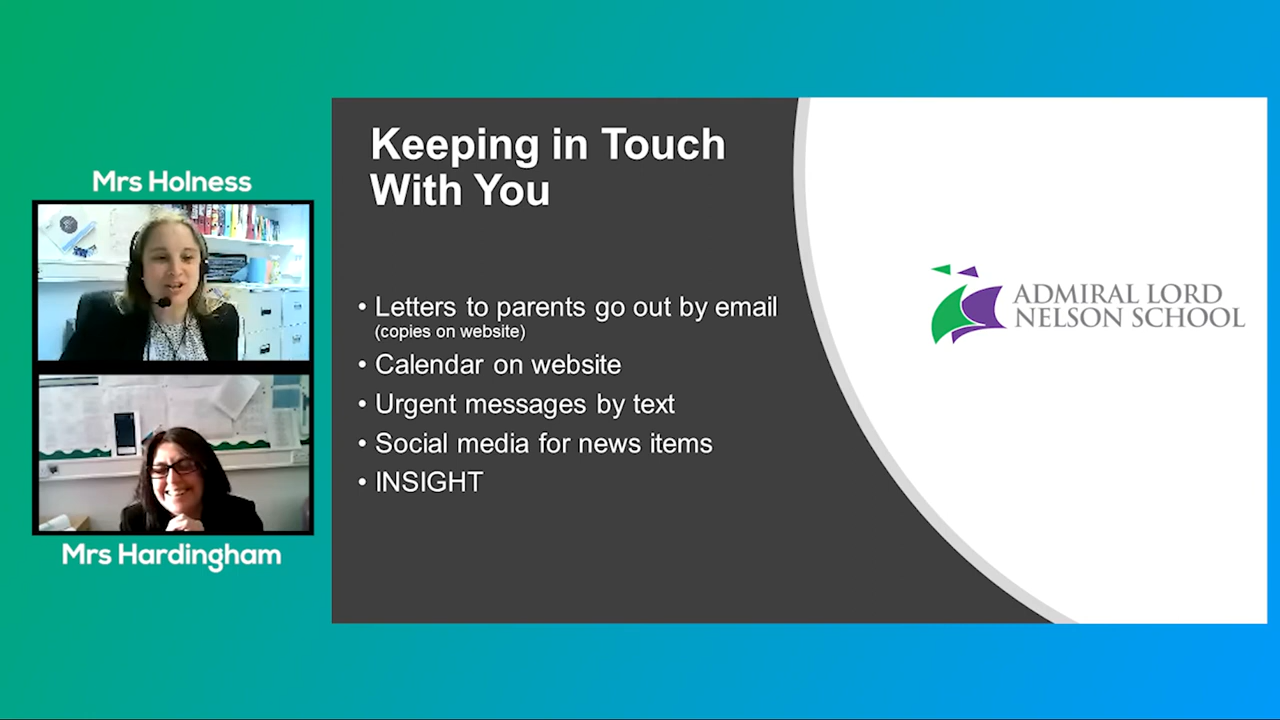 Mrs Holness
Mrs Hardingham
Keeping in Touch
With You
• Letters to parents go out by email
(copies on website)
• Calendar on website
• Urgent messages by text
• Social media for news items
• INSIGHT
ADMIRAL LORD
NELSON SCHOOL